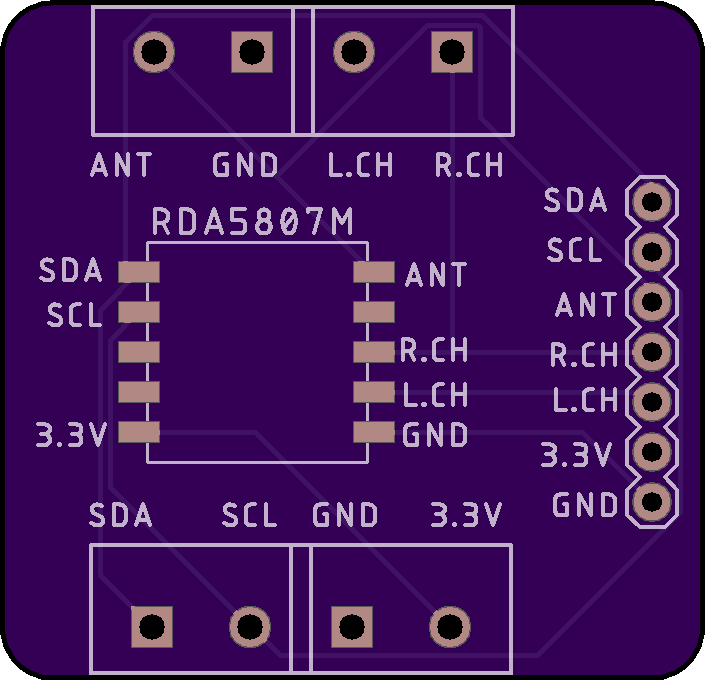 ANT GND L.CH R.CH
RDA5807M
SDA
SCL
3.3V
ANT
R.CH
L.CH
GND
SDA
SCL
ANT
R.CH
L.CH
3.3V
GND
SDA SCL GND 3.3V